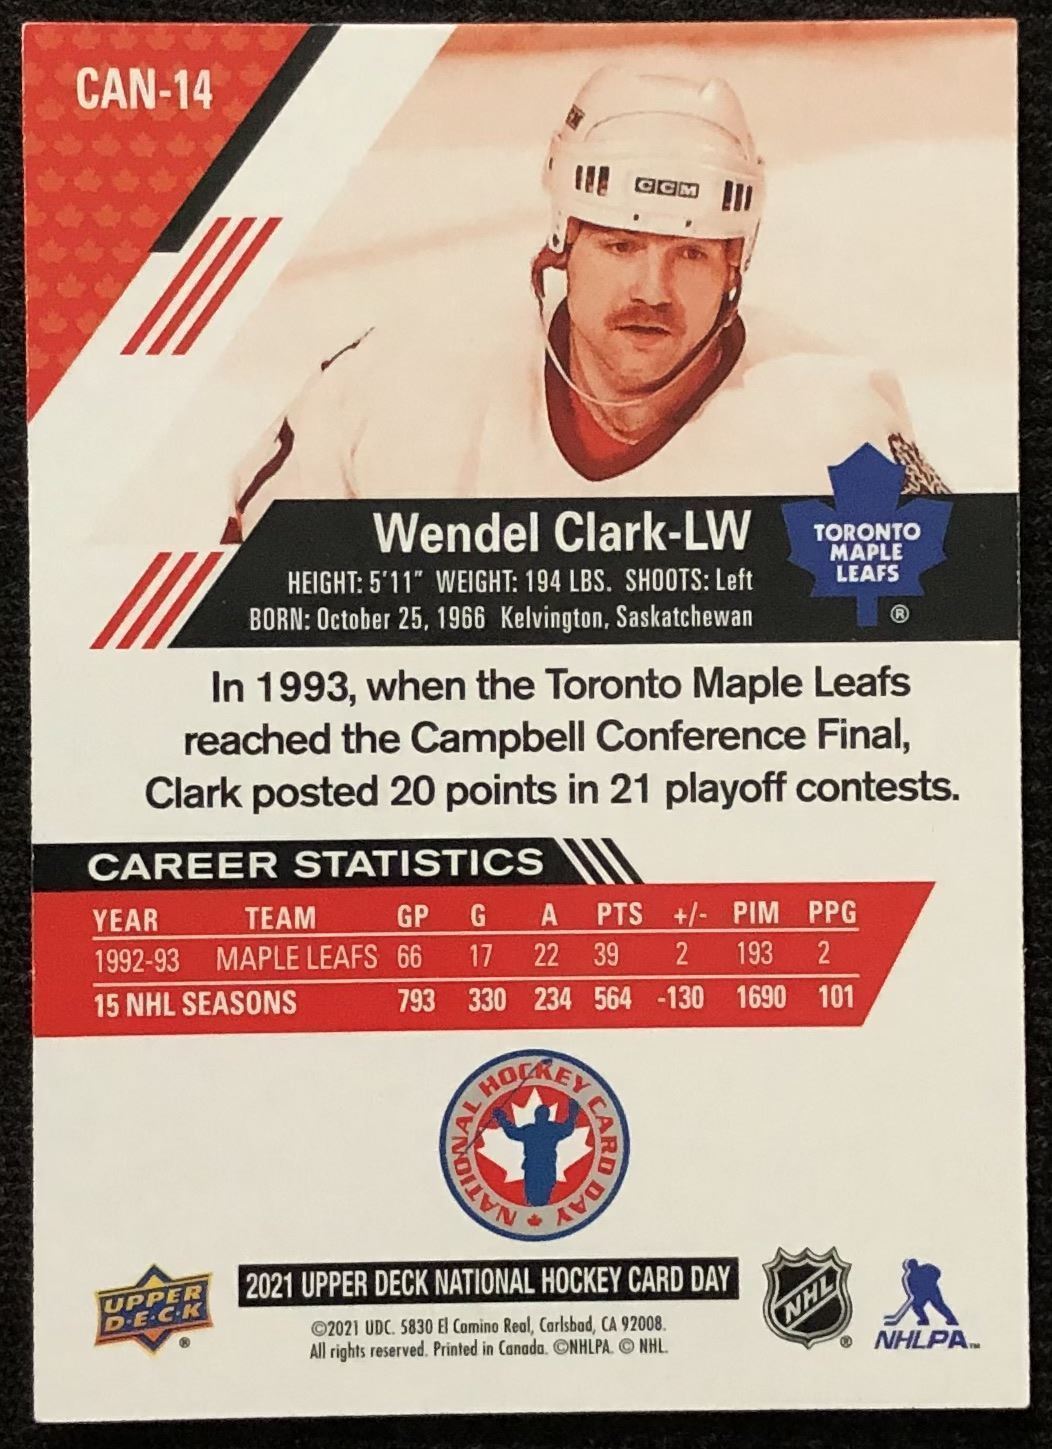 CAN-14
CCM
Wendel Clark-LW
HEIGHT: 5'11" WEIGHT: 194 LBS. SHOOTS: Left
BORN: October 25, 1966 Kelvington, Saskatchewan
TORONTO
MAPLE
LEAFS
®
In 1993, when the Toronto Maple Leafs
reached the Campbell Conference Final,
Clark posted 20 points in 21 playoff contests.
CAREER STATISTICS
YEAR TEAM GP G A PTS +/- PIM PPG
1992-93 MAPLE LEAFS 66 17 22 39 2 193 2
15 NHL SEASONS 793 330 234 564 -130 1690 101
NATIONAL HOCKEY CARD DAY
UPPER
D·E·C·K
®
2021 UPPER DECK NATIONAL HOCKEY CARD DAY
©2021 UDC. 5830 El Camino Real, Carlsbad, CA 92008.
All rights reserved. Printed in Canada. ©NHLPA. © NHL.
NHL
®
NHLPA™